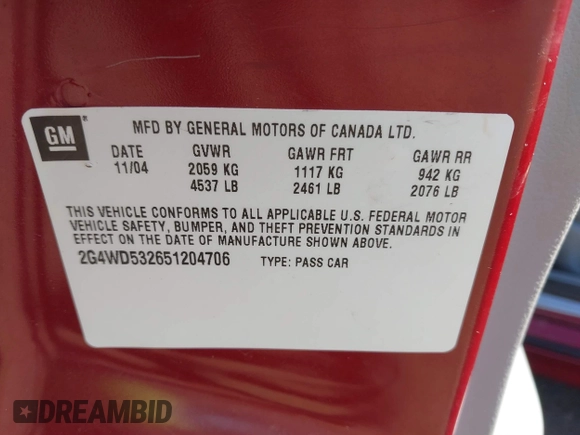 GM
MFD BY GENERAL MOTORS OF CANADA LTD.
DATE GVWR GAWR FRT GAWR RR
11/04 2059 KG 1117 KG 942 KG
4537 LB 2461 LB 2076 LB
THIS VEHICLE CONFORMS TO ALL APPLICABLE U.S. FEDERAL MOTOR
VEHICLE SAFETY, BUMPER, AND THEFT PREVENTION STANDARDS IN
EFFECT ON THE DATE OF MANUFACTURE SHOWN ABOVE.
2G4WD532651204706 TYPE: PASS CAR
DREAMBID